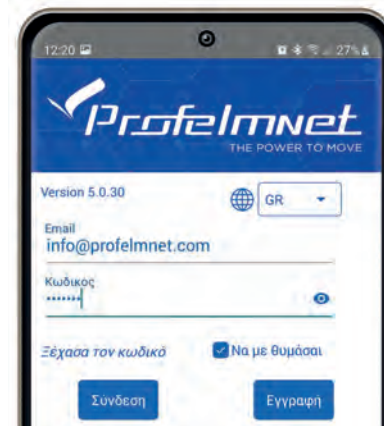 12:20 27%
Profelmnet
THE POWER TO MOVE
Version 5.0.30
GR
Email
info@profelmnet.com
Κωδικος
•••••••
Ξέχασα τον κωδικό Να με θυμάσαι
Σύνδεση Εγγραφή